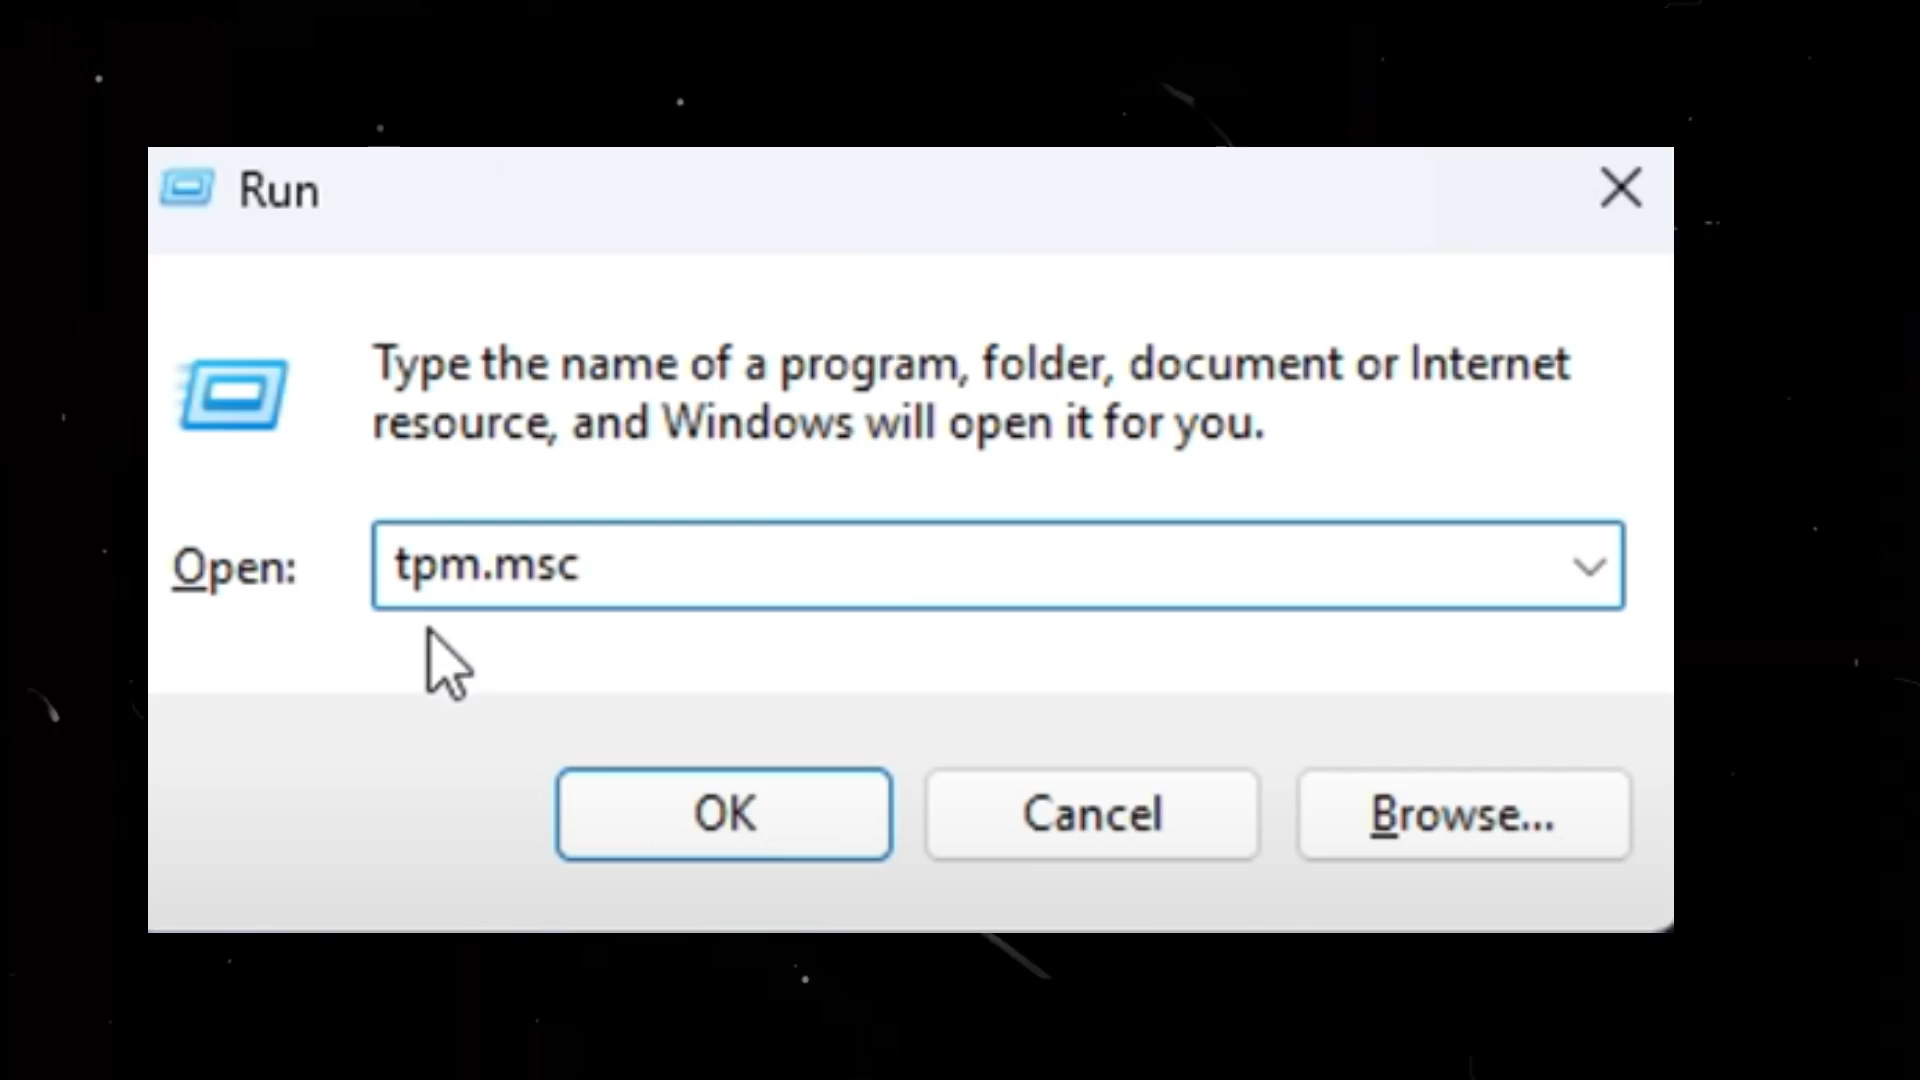 Run
Type the name of a program, folder, document or Internet
resource, and Windows will open it for you.
Open:
tpm.msc
OK
Cancel
Browse...